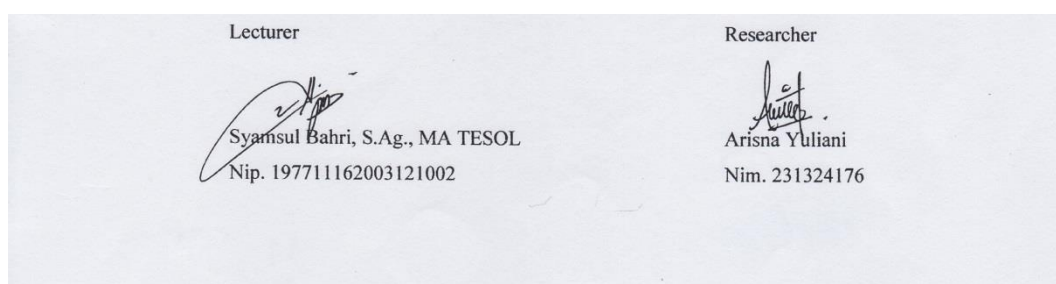 Lecturer
Researcher
Syamsul Bahri, S.Ag., MA TESOL
Arisna Yuliani
Nip. 197711162003121002
Nim. 231324176